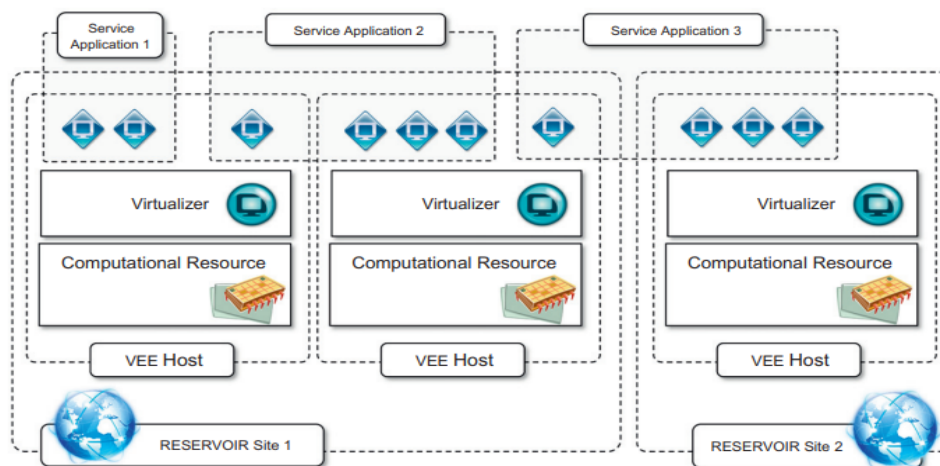 Service
Application 1
Service Application 2
Service Application 3
Virtualizer
Virtualizer
Virtualizer
Computational Resource
Computational Resource
Computational Resource
VEE Host
VEE Host
VEE Host
RESERVOIR Site 1
RESERVOIR Site 2